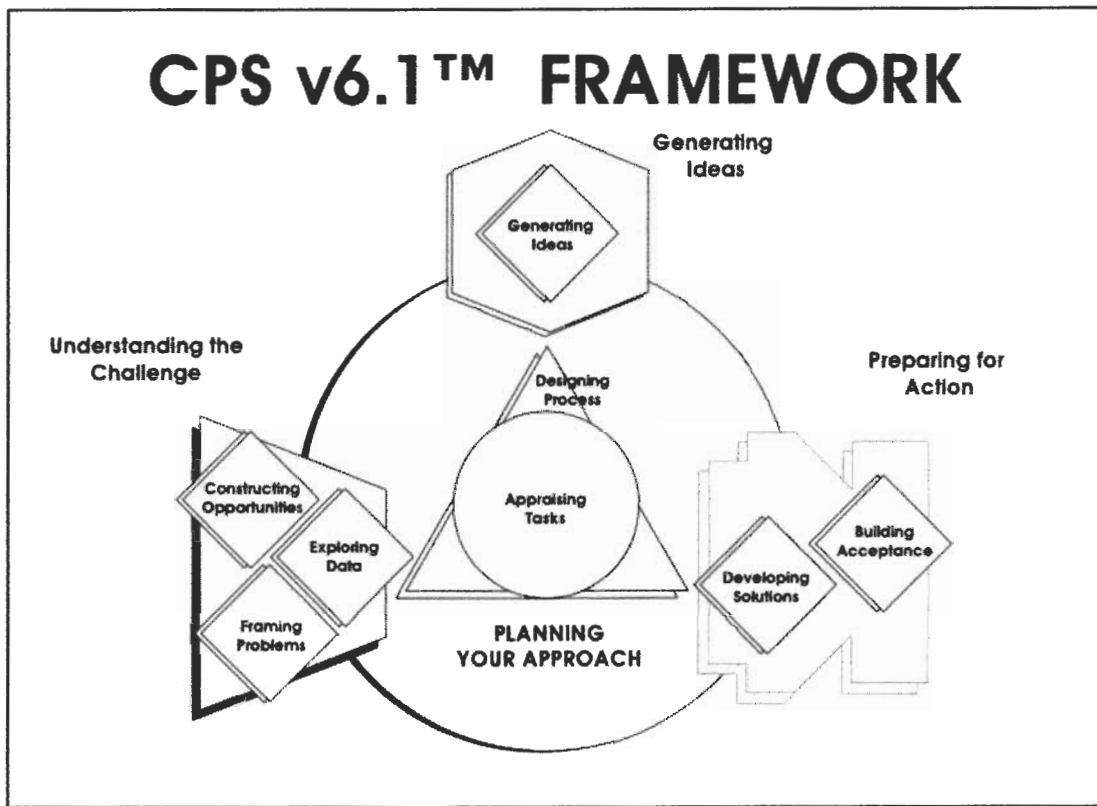 CPS v6.1™ FRAMEWORK
Generating
Ideas
Generating
Ideas
Understanding the
Challenge
Preparing for
Action
Designing
Process
Constructing
Opportunities
Appraising
Tasks
Exploring
Data
Building
Acceptance
Developing
Solutions
Framing
Problems
PLANNING
YOUR APPROACH